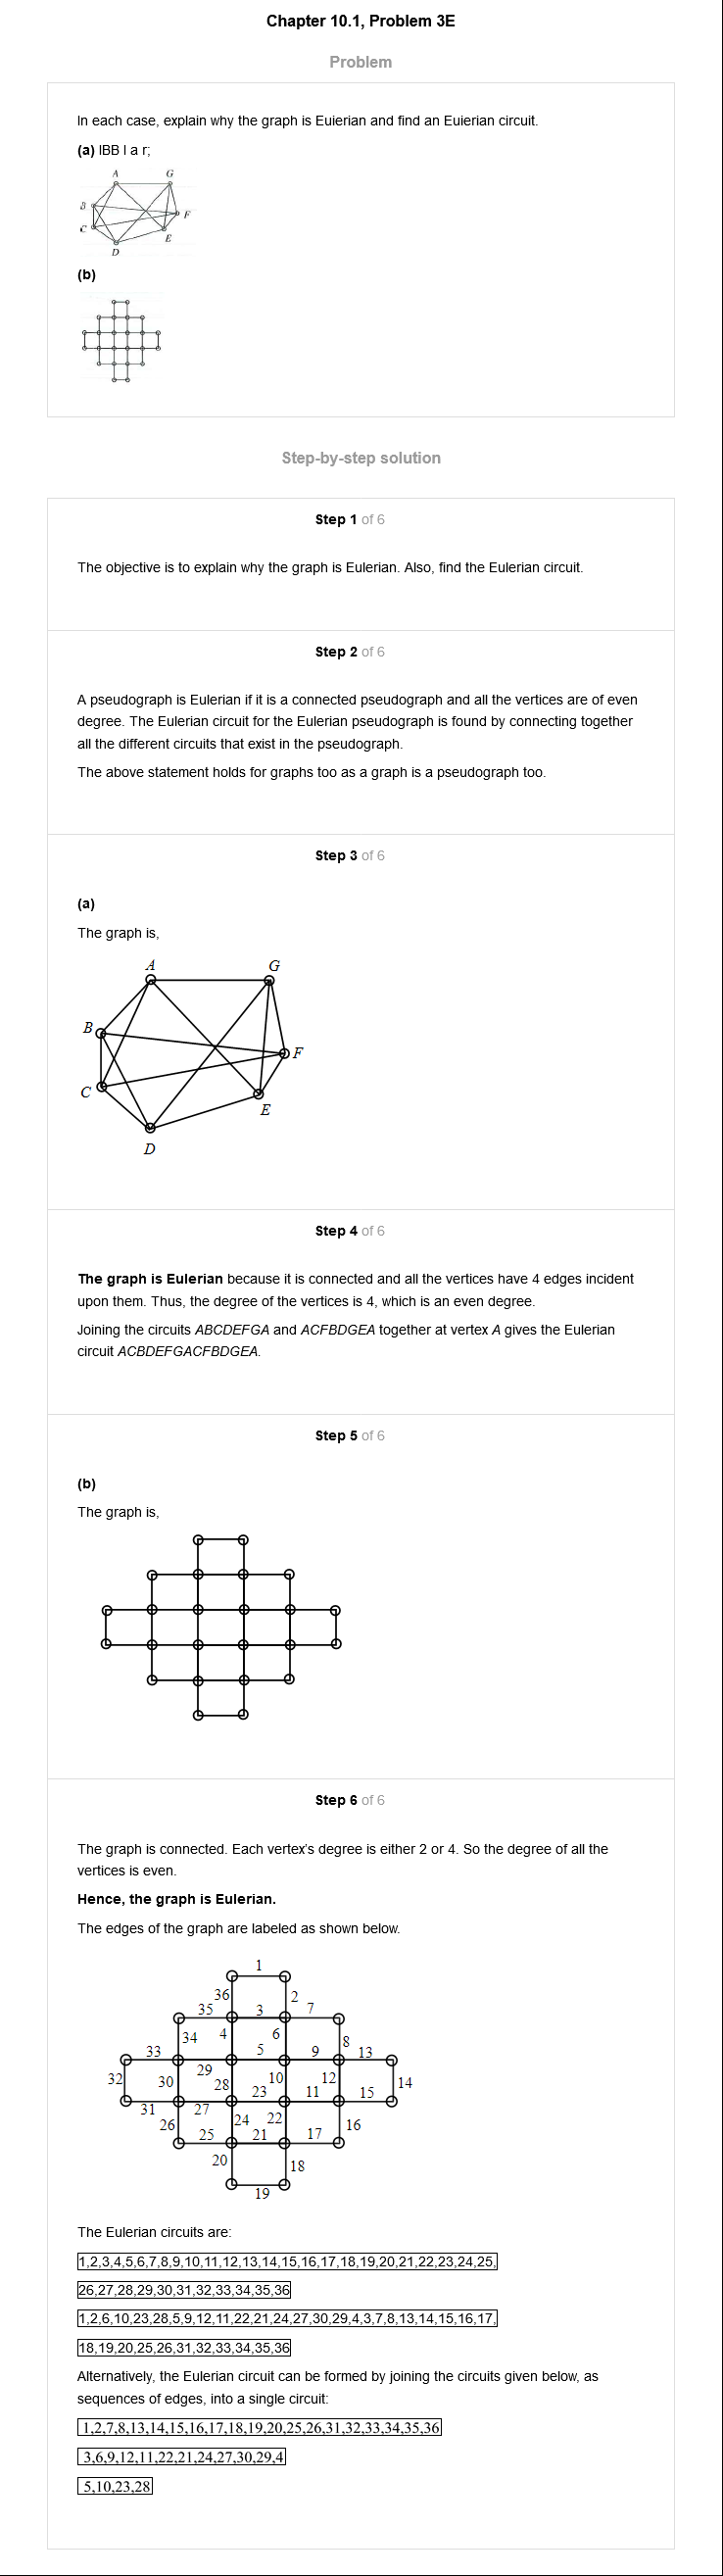 Chapter 10.1, Problem 3E
Problem
In each case, explain why the graph is Euierian and find an Euierian circuit.
(a) IBB I a r;
A G
B
F
C
E
D
(b)
Step-by-step solution
Step 1 of 6
The objective is to explain why the graph is Eulerian. Also, find the Eulerian circuit.
Step 2 of 6
A pseudograph is Eulerian if it is a connected pseudograph and all the vertices are of even
degree. The Eulerian circuit for the Eulerian pseudograph is found by connecting together
all the different circuits that exist in the pseudograph.
The above statement holds for graphs too as a graph is a pseudograph too.
Step 3 of 6
(a)
The graph is,
A G
B
F
C
E
D
Step 4 of 6
The graph is Eulerian because it is connected and all the vertices have 4 edges incident
upon them. Thus, the degree of the vertices is 4, which is an even degree.
Joining the circuits ABCDEFGA and ACFBDGEA together at vertex A gives the Eulerian
circuit ACBDEFGACFBDGEA.
Step 5 of 6
(b)
The graph is,
Step 6 of 6
The graph is connected. Each vertex's degree is either 2 or 4. So the degree of all the
vertices is even.
Hence, the graph is Eulerian.
The edges of the graph are labeled as shown below.
1
36 2
35 3 7
34 4 6 8
33 5 9 13
29
32 30 28 10 12 14
23 11 15
31 27
26 24 22 16
25 21 17
20 18
19
The Eulerian circuits are:
1,2,3,4,5,6,7,8,9,10,11,12,13,14,15,16,17,18,19,20,21,22,23,24,25,
26,27,28,29,30,31,32,33,34,35,36
1,2,6,10,23,28,5,9,12,11,22,21,24,27,30,29,4,3,7,8,13,14,15,16,17,
18,19,20,25,26,31,32,33,34,35,36
Alternatively, the Eulerian circuit can be formed by joining the circuits given below, as
sequences of edges, into a single circuit:
1,2,7,8,13,14,15,16,17,18,19,20,25,26,31,32,33,34,35,36
3,6,9,12,11,22,21,24,27,30,29,4
5,10,23,28